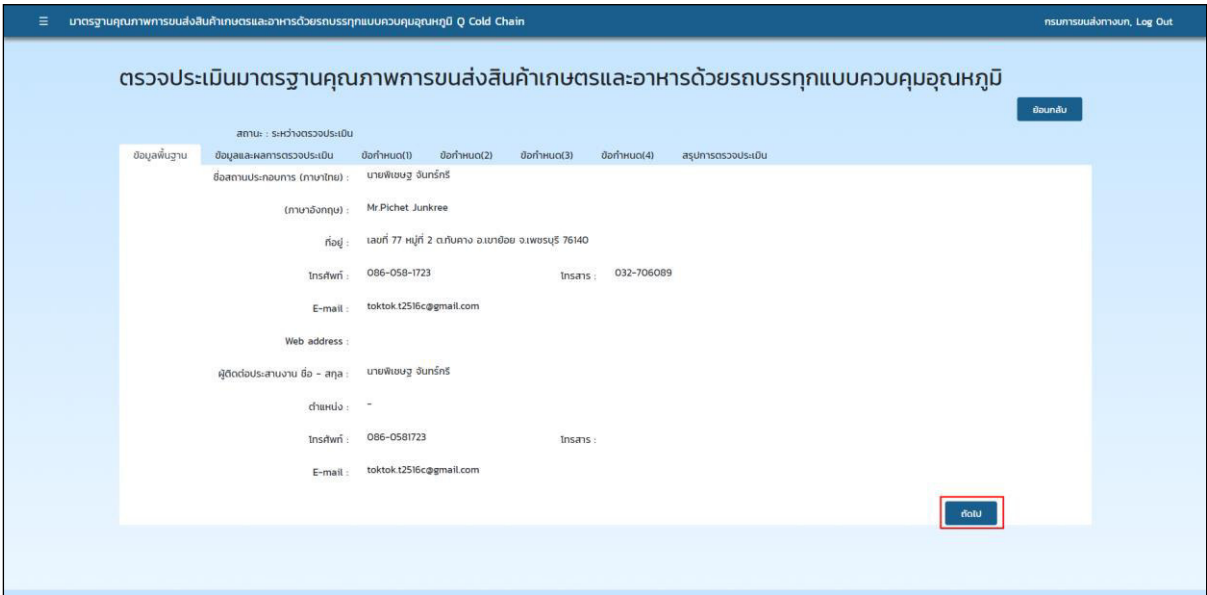 ☰ มาตรฐานคุณภาพการขนส่งสินค้าเกษตรและอาหารด้วยรถบรรทุกแบบควบคุมอุณหภูมิ Q Cold Chain กรมการขนส่งทางบก, Log Out
ตรวจประเมินมาตรฐานคุณภาพการขนส่งสินค้าเกษตรและอาหารด้วยรถบรรทุกแบบควบคุมอุณหภูมิ
ย้อนกลับ
สถานะ : ระหว่างตรวจประเมิน
ข้อมูลพื้นฐาน ข้อมูลและผลการตรวจประเมิน ข้อกำหนด(1) ข้อกำหนด(2) ข้อกำหนด(3) ข้อกำหนด(4) สรุปการตรวจประเมิน
ชื่อสถานประกอบการ (ภาษาไทย) : นายพิเชษฐ จันทร์กรี
(ภาษาอังกฤษ) : Mr.Pichet Junkree
ที่อยู่ : เลขที่ 77 หมู่ที่ 2 ต.ทับคาง อ.เขาย้อย จ.เพชรบุรี 76140
โทรศัพท์ : 086-058-1723 โทรสาร : 032-706089
E-mail : toktok.t2516c@gmail.com
Web address :
ผู้ติดต่อประสานงาน ชื่อ - สกุล : นายพิเชษฐ จันทร์กรี
ตำแหน่ง : -
โทรศัพท์ : 086-0581723 โทรสาร :
E-mail : toktok.t2516c@gmail.com
ถัดไป